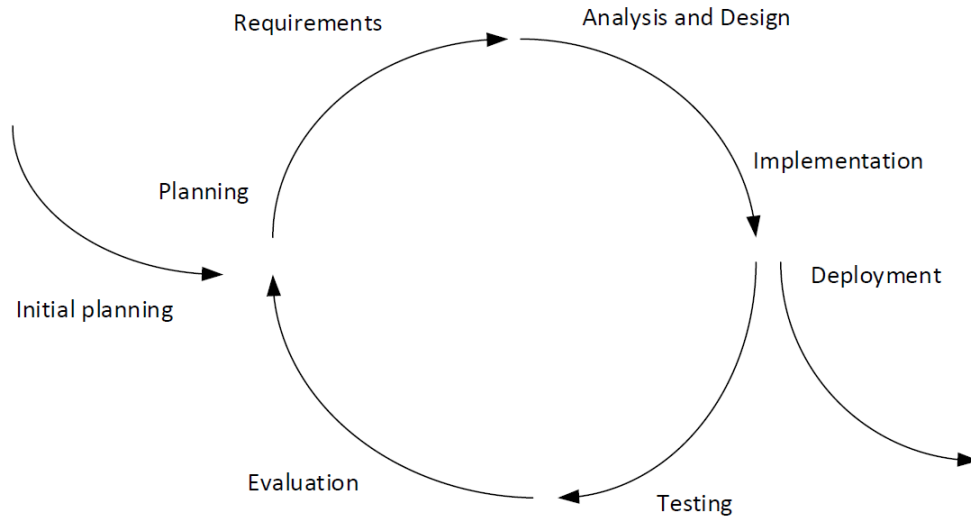 Requirements
Analysis and Design
Implementation
Planning
Deployment
Initial planning
Evaluation
Testing